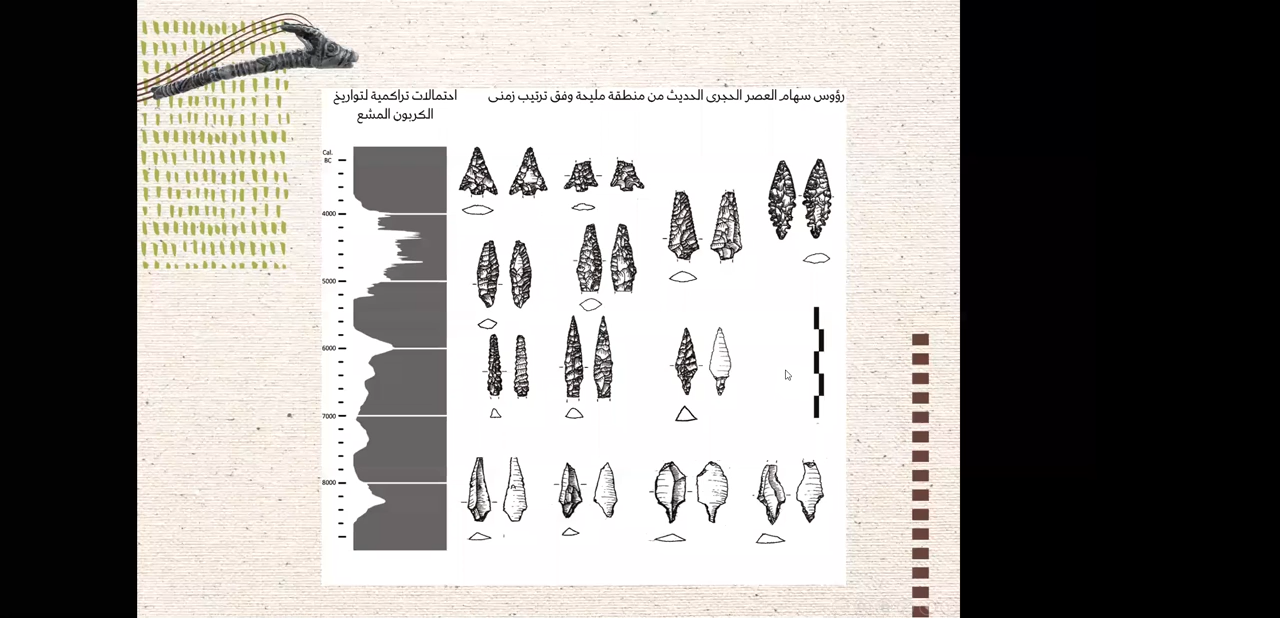 رؤوس سهام العصر الحجري الحديث من منطقة مليحة وفق ترتيب زمني
احتمالات تراكمية لتواريخ
الكربون المشع
Cal.
BC
4000
5000
6000
7000
8000